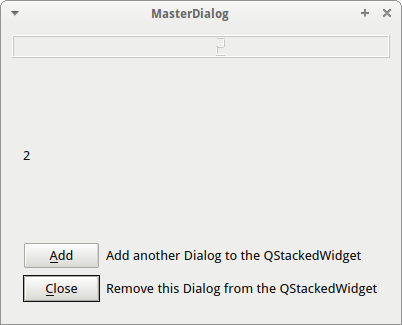 MasterDialog
2
2
Add Add another Dialog to the QStackedWidget
Close Remove this Dialog from the QStackedWidget